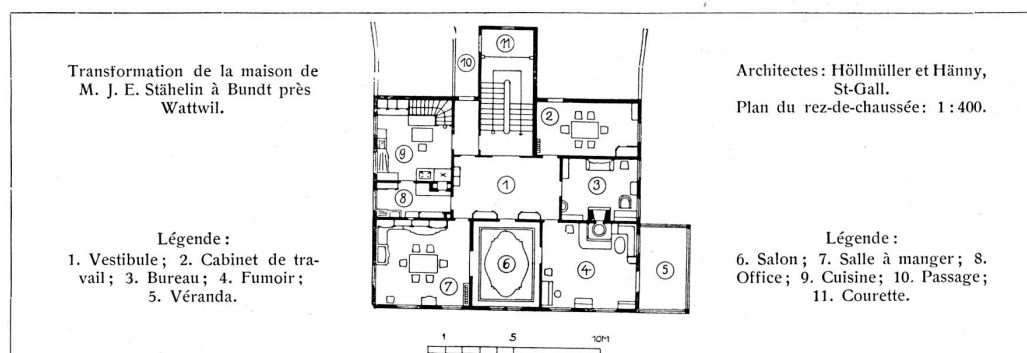 Transformation de la maison de
M. J. E. Stähelin à Bundt près
Wattwil.
Légende :
1. Vestibule ; 2. Cabinet de tra-
vail ; 3. Bureau ; 4. Fumoir ;
5. Véranda.
11
10
2
9
1
3
8
7
6
4
5
1 5 10M
Architectes : Höllmüller et Hänny,
St-Gall.
Plan du rez-de-chaussée : 1 : 400.
Légende :
6. Salon ; 7. Salle à manger ; 8.
Office ; 9. Cuisine ; 10. Passage ;
11. Courette.